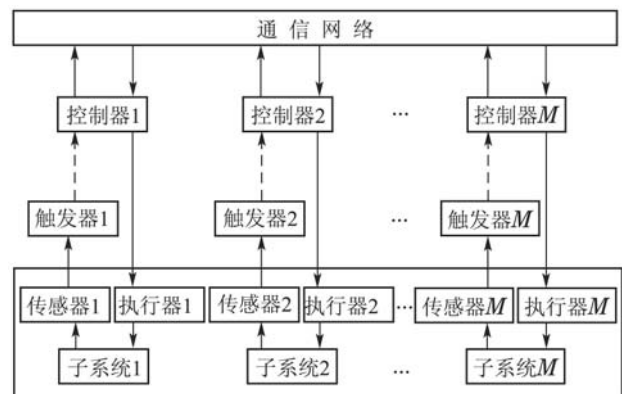 通信网络
控制器1 控制器2 ... 控制器M
触发器1 触发器2 ... 触发器M
传感器1 执行器1 传感器2 执行器2 ... 传感器M 执行器M
子系统1 子系统2 ... 子系统M